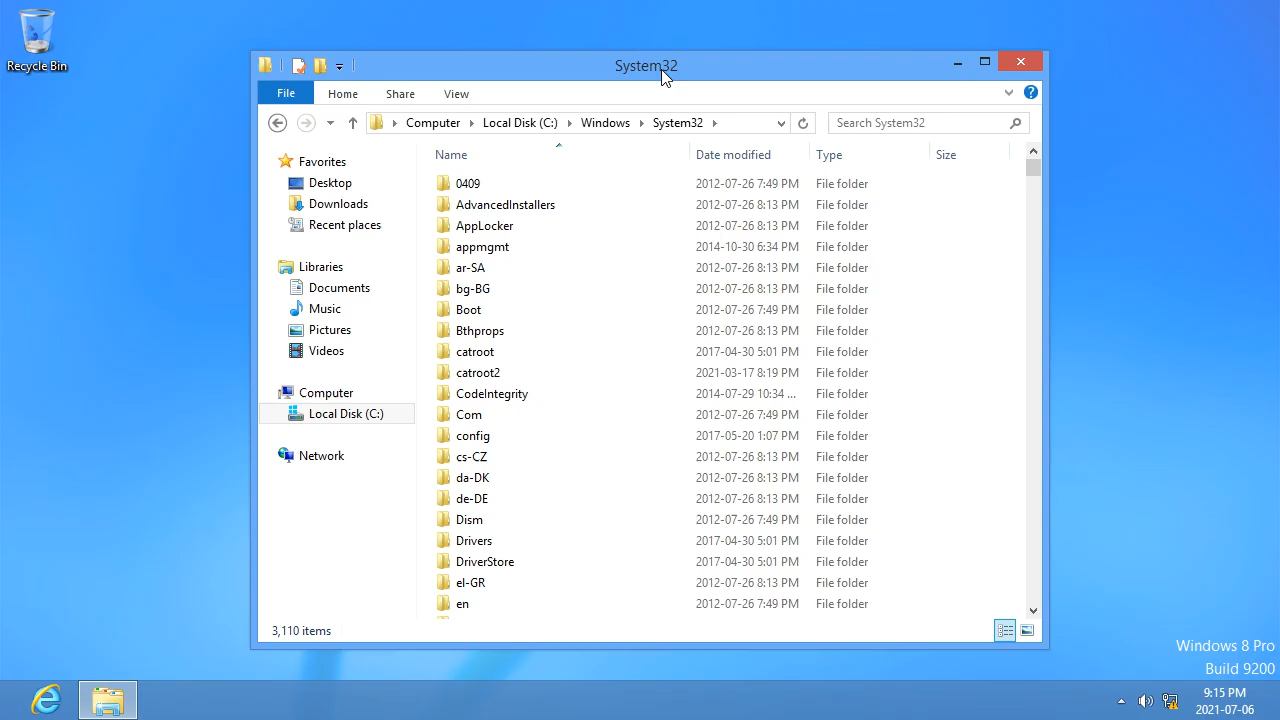 Recycle Bin
System32
File Home Share View
Computer Local Disk (C:) Windows System32 Search System32
Favorites
Desktop
Downloads
Recent places
Libraries
Documents
Music
Pictures
Videos
Computer
Local Disk (C:)
Network
Name Date modified Type Size
0409 2012-07-26 7:49 PM File folder
AdvancedInstallers 2012-07-26 8:13 PM File folder
AppLocker 2012-07-26 8:13 PM File folder
appmgmt 2014-10-30 6:34 PM File folder
ar-SA 2012-07-26 8:13 PM File folder
bg-BG 2012-07-26 8:13 PM File folder
Boot 2012-07-26 7:49 PM File folder
Bthprops 2012-07-26 8:13 PM File folder
catroot 2017-04-30 5:01 PM File folder
catroot2 2021-03-17 8:19 PM File folder
CodeIntegrity 2014-07-29 10:34 ... File folder
Com 2012-07-26 7:49 PM File folder
config 2017-05-20 1:07 PM File folder
cs-CZ 2012-07-26 8:13 PM File folder
da-DK 2012-07-26 8:13 PM File folder
de-DE 2012-07-26 8:13 PM File folder
Dism 2012-07-26 7:49 PM File folder
Drivers 2017-04-30 5:01 PM File folder
DriverStore 2017-04-30 5:01 PM File folder
el-GR 2012-07-26 8:13 PM File folder
en 2012-07-26 7:49 PM File folder
3,110 items
Windows 8 Pro
Build 9200
9:15 PM
2021-07-06